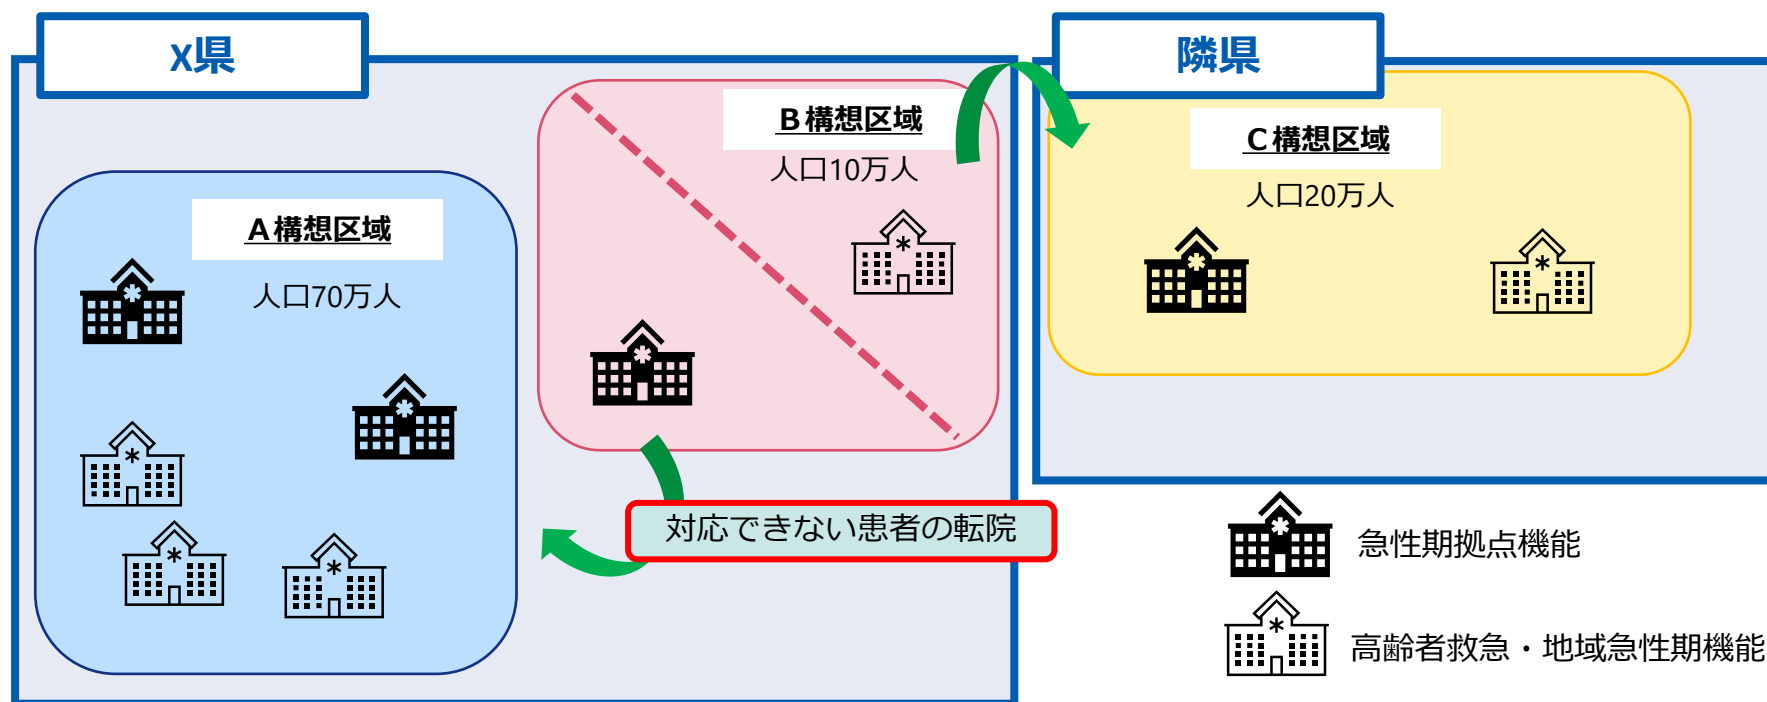 X県
隣県
B構想区域
人口10万人
C構想区域
人口20万人
A構想区域
人口70万人
対応できない患者の転院
急性期拠点機能
高齢者救急・地域急性期機能